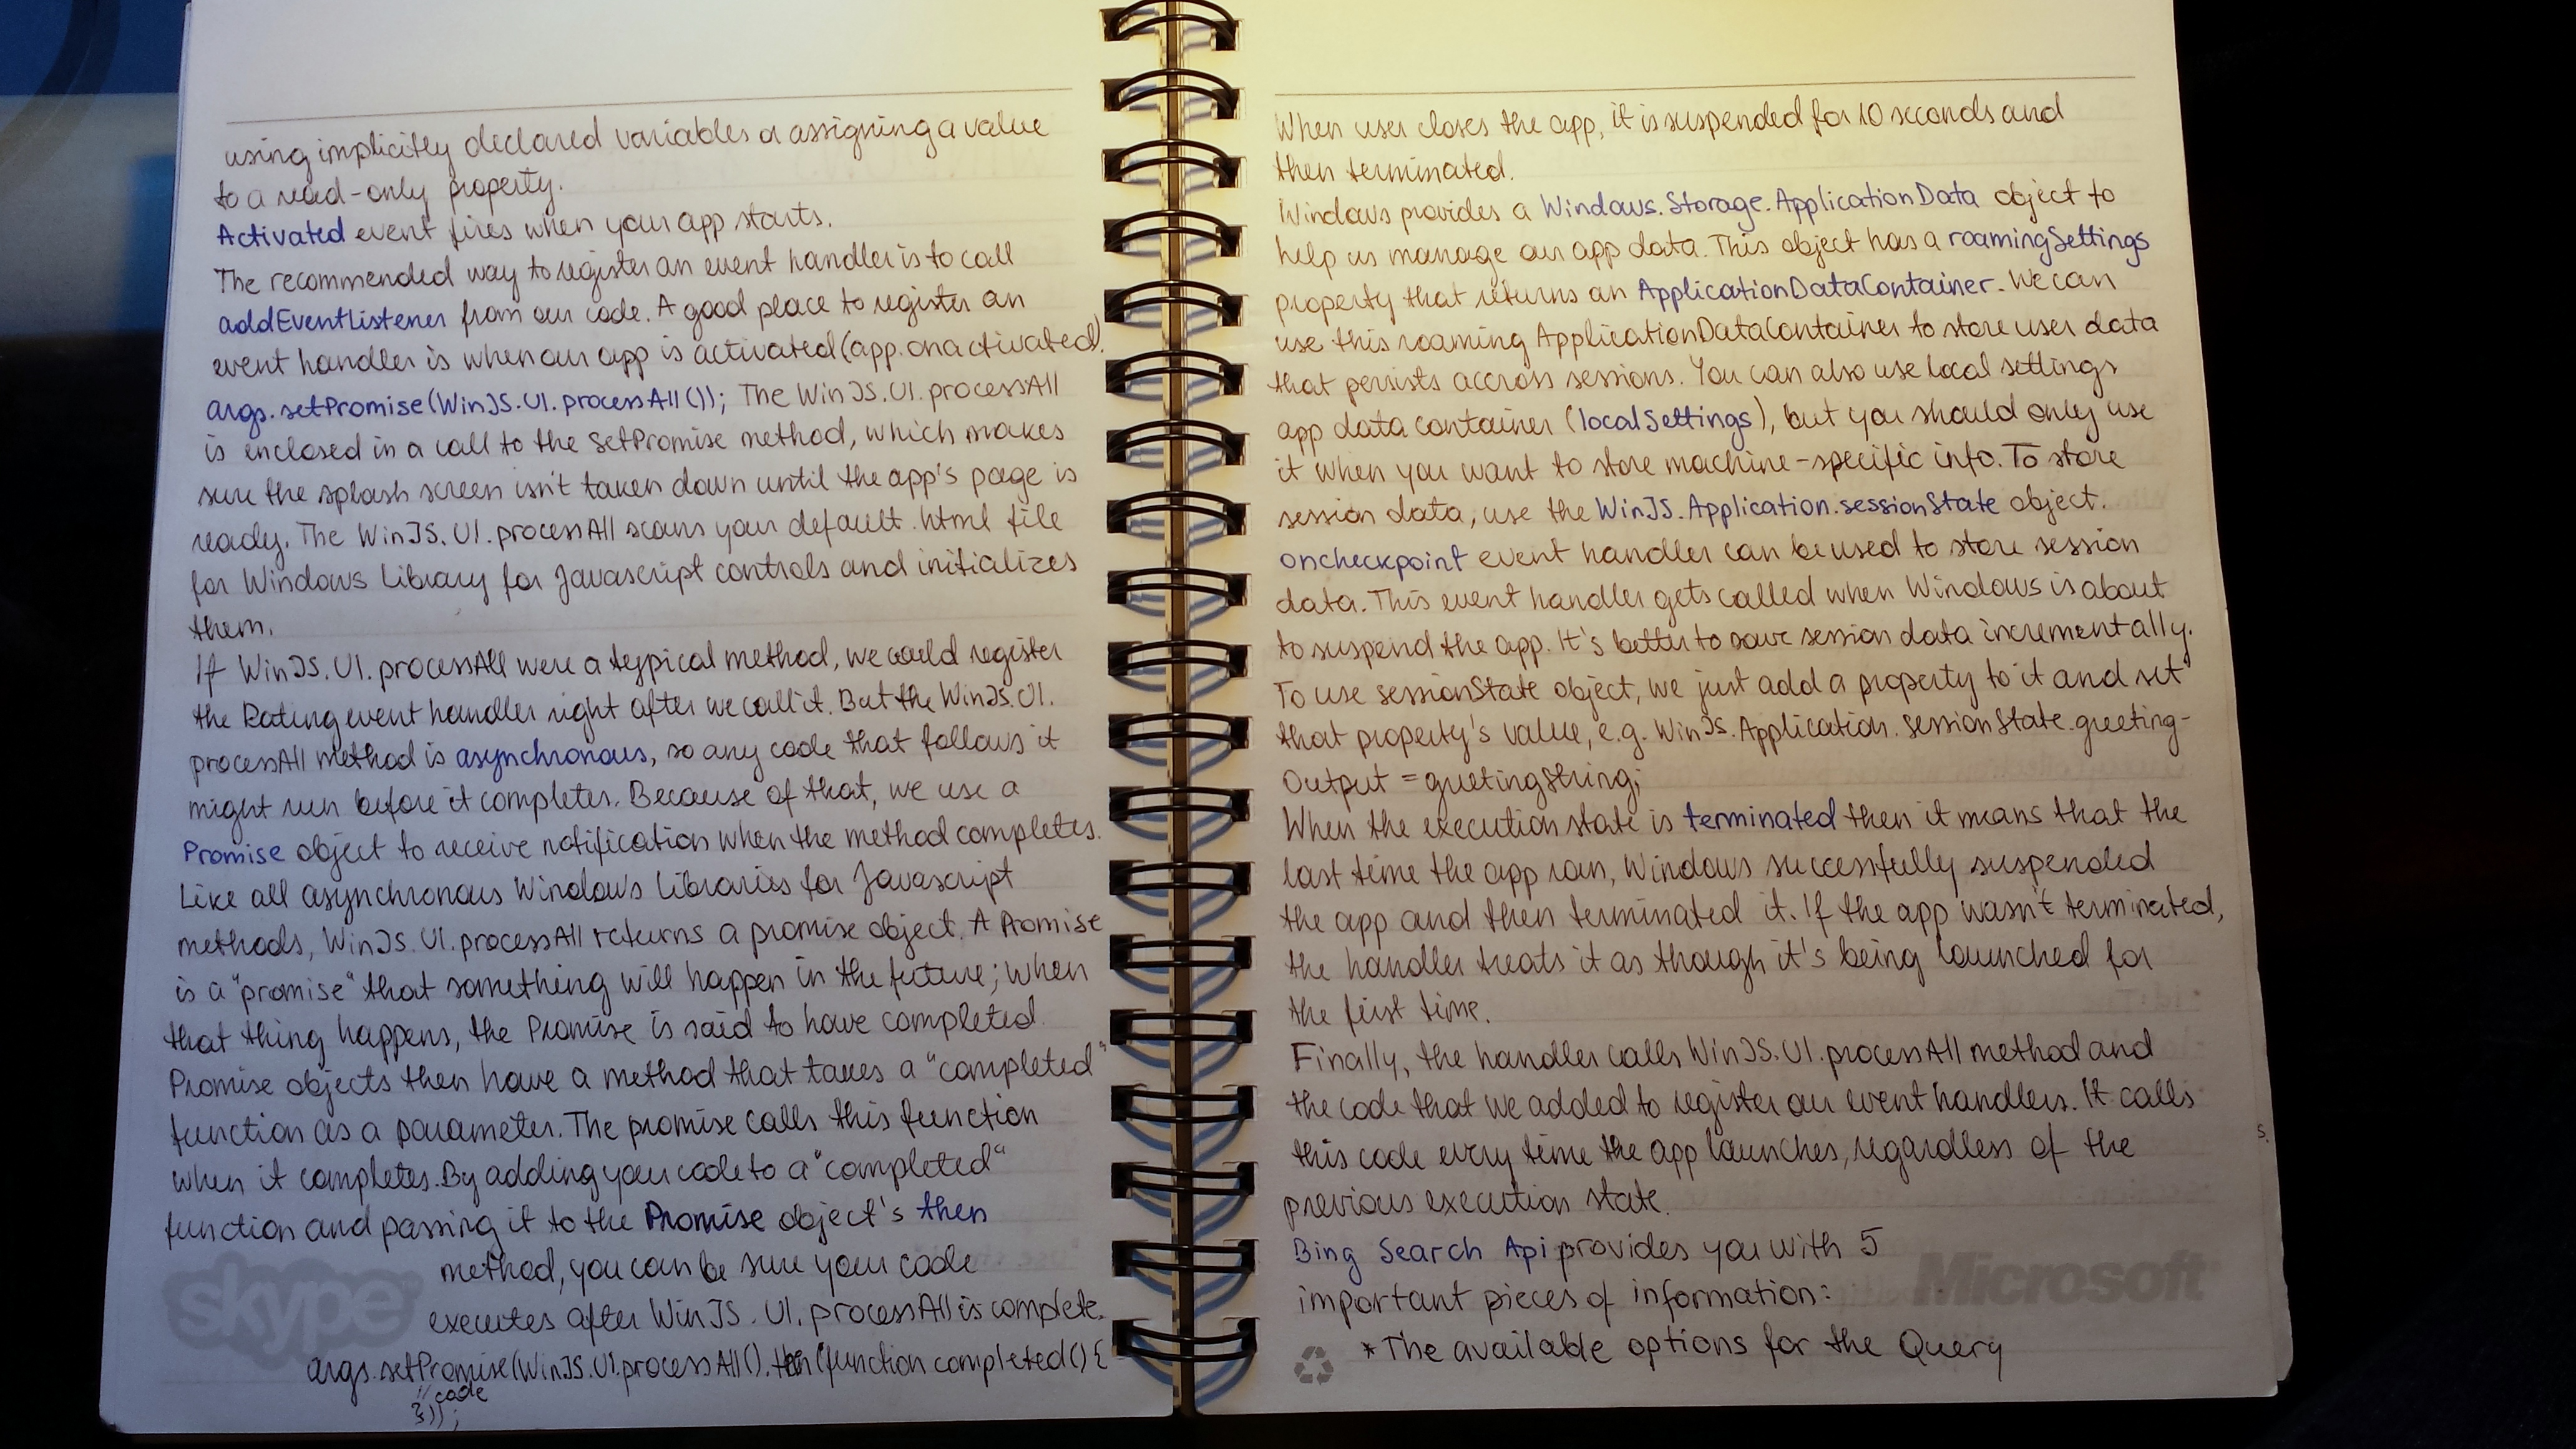 using implicitly declared variables or assigning a value
to a read-only property.
Activated event fires when your app starts.
The recommended way to register an event handler is to call
addEventListener from our code. A good place to register an
event handler is when our app is activated (app.onactivated).
args.setPromise(WinJS.UI.processAll()); The WinJS.UI.processAll
is enclosed in a call to the SetPromise method, which makes
sure the splash screen isn't taken down until the app's page is
ready. The WinJS.UI.processAll scans your default.html file
for Windows Library for Javascript controls and initializes
them.
If WinJS.UI.processAll were a typical method, we could register
the Rating event handler right after we call it. But the WinJS.UI.
processAll method is asynchronous, so any code that follows it
might run before it completes. Because of that, we use a
Promise object to receive notification when the method completes.
Like all asynchronous Windows Libraries for Javascript
methods, WinJS.UI.processAll returns a promise object. A Promise
is a "promise" that something will happen in the future; when
that thing happens, the Promise is said to have completed.
Promise objects then have a method that takes a "completed"
function as a parameter. The promise calls this function
when it completes. By adding your code to a "completed"
function and passing it to the Promise object's then
method, you can be sure your code
executes after WinJS.UI.processAll is complete.
args.setPromise(WinJS.UI.processAll().then(function completed() {
//code
}));
skype
When user closes the app, it is suspended for 10 seconds and
then terminated.
Windows provides a Windows.Storage.ApplicationData object to
help us manage our app data. This object has a roamingSettings
property that returns an ApplicationDataContainer. We can
use this roaming ApplicationDataContainer to store user data
that persists accross sessions. You can also use local settings
app data container (localSettings), but you should only use
it when you want to store machine-specific info. To store
session data, use the WinJS.Application.sessionState object.
oncheckpoint event handler can be used to store session
data. This event handler gets called when Windows is about
to suspend the app. It's better to save session data incrementally.
To use sessionState object, we just add a property to it and set
that property's value, e.g. WinJS.Application.sessionState.greeting-
Output = greetingString;
When the execution state is terminated then it means that the
last time the app ran, Windows successfully suspended
the app and then terminated it. If the app wasn't terminated,
the handler treats it as though it's being launched for
the first time.
Finally, the handler calls WinJS.UI.processAll method and
the code that we added to register our event handlers. It calls
this code every time the app launches, regardless of the
previous execution state.
Bing Search Api provides you with 5
important pieces of information:
* The available options for the Query
Microsoft